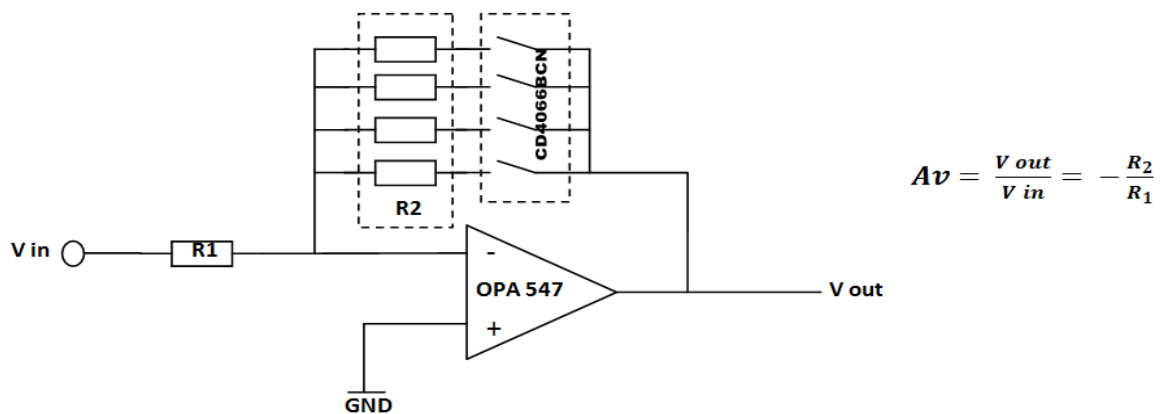 CD4066BCN
R2
V in
R1
-
OPA 547
+
V out
GND
Av = V out / V in = - R2 / R1